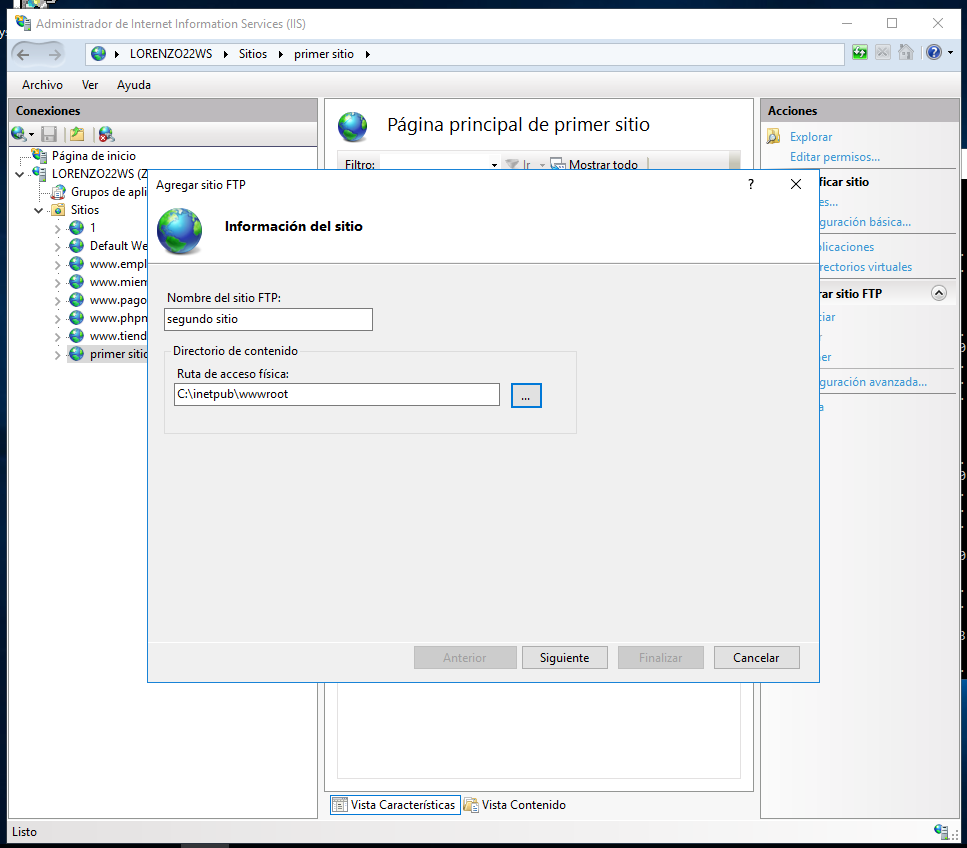 Administrador de Internet Information Services (IIS)
LORENZO22WS Sitios primer sitio
Archivo Ver Ayuda
Conexiones
Página de inicio
LORENZO22WS (Z
Grupos de apli
Sitios
1
Default We
www.empl
www.miem
www.pago
www.phpn
www.tiend
primer sitio
Página principal de primer sitio
Filtro: Ir Mostrar todo
Agregar sitio FTP
?
Información del sitio
Nombre del sitio FTP:
segundo sitio
Directorio de contenido
Ruta de acceso física:
C:\inetpub\wwwroot
...
Anterior Siguiente Finalizar Cancelar
Acciones
Explorar
Editar permisos...
ficar sitio
es...
guración básica...
plicaciones
rectorios virtuales
rar sitio FTP
iar
r
er
guración avanzada...
a
Vista Características Vista Contenido
Listo